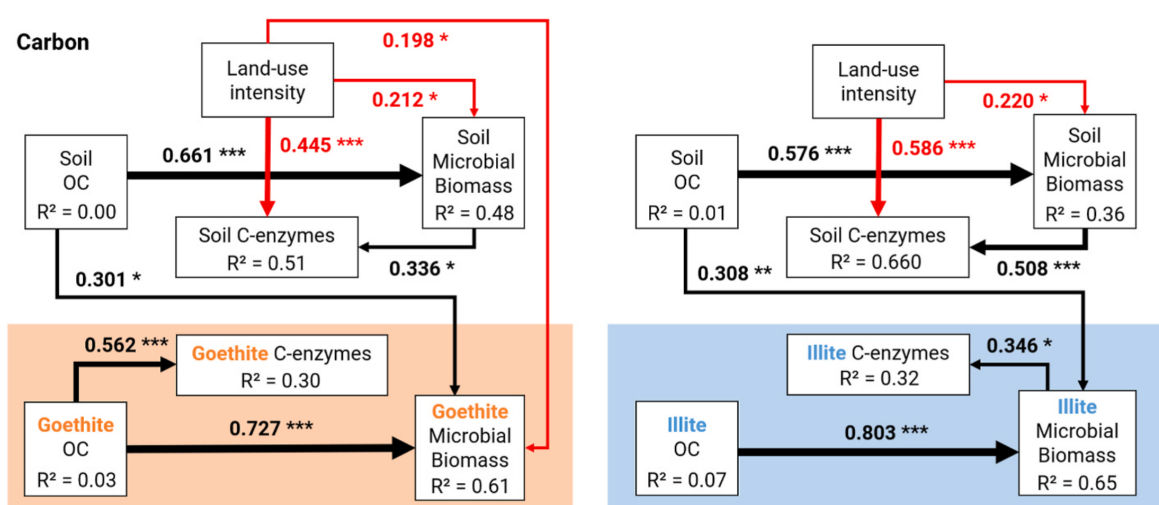 Carbon
0.198 *
Land-use
intensity
0.212 *
0.445 ***
0.661 ***
Soil
OC
R² = 0.00
Soil
Microbial
Biomass
R² = 0.48
Soil C-enzymes
R² = 0.51
0.336 *
0.301 *
0.562 ***
Goethite C-enzymes
R² = 0.30
Goethite
OC
R² = 0.03
0.727 ***
Goethite
Microbial
Biomass
R² = 0.61
Land-use
intensity
0.220 *
0.586 ***
0.576 ***
Soil
OC
R² = 0.01
Soil
Microbial
Biomass
R² = 0.36
Soil C-enzymes
R² = 0.660
0.508 ***
0.308 **
Illite C-enzymes
R² = 0.32
0.346 *
Illite
OC
R² = 0.07
0.803 ***
Illite
Microbial
Biomass
R² = 0.65